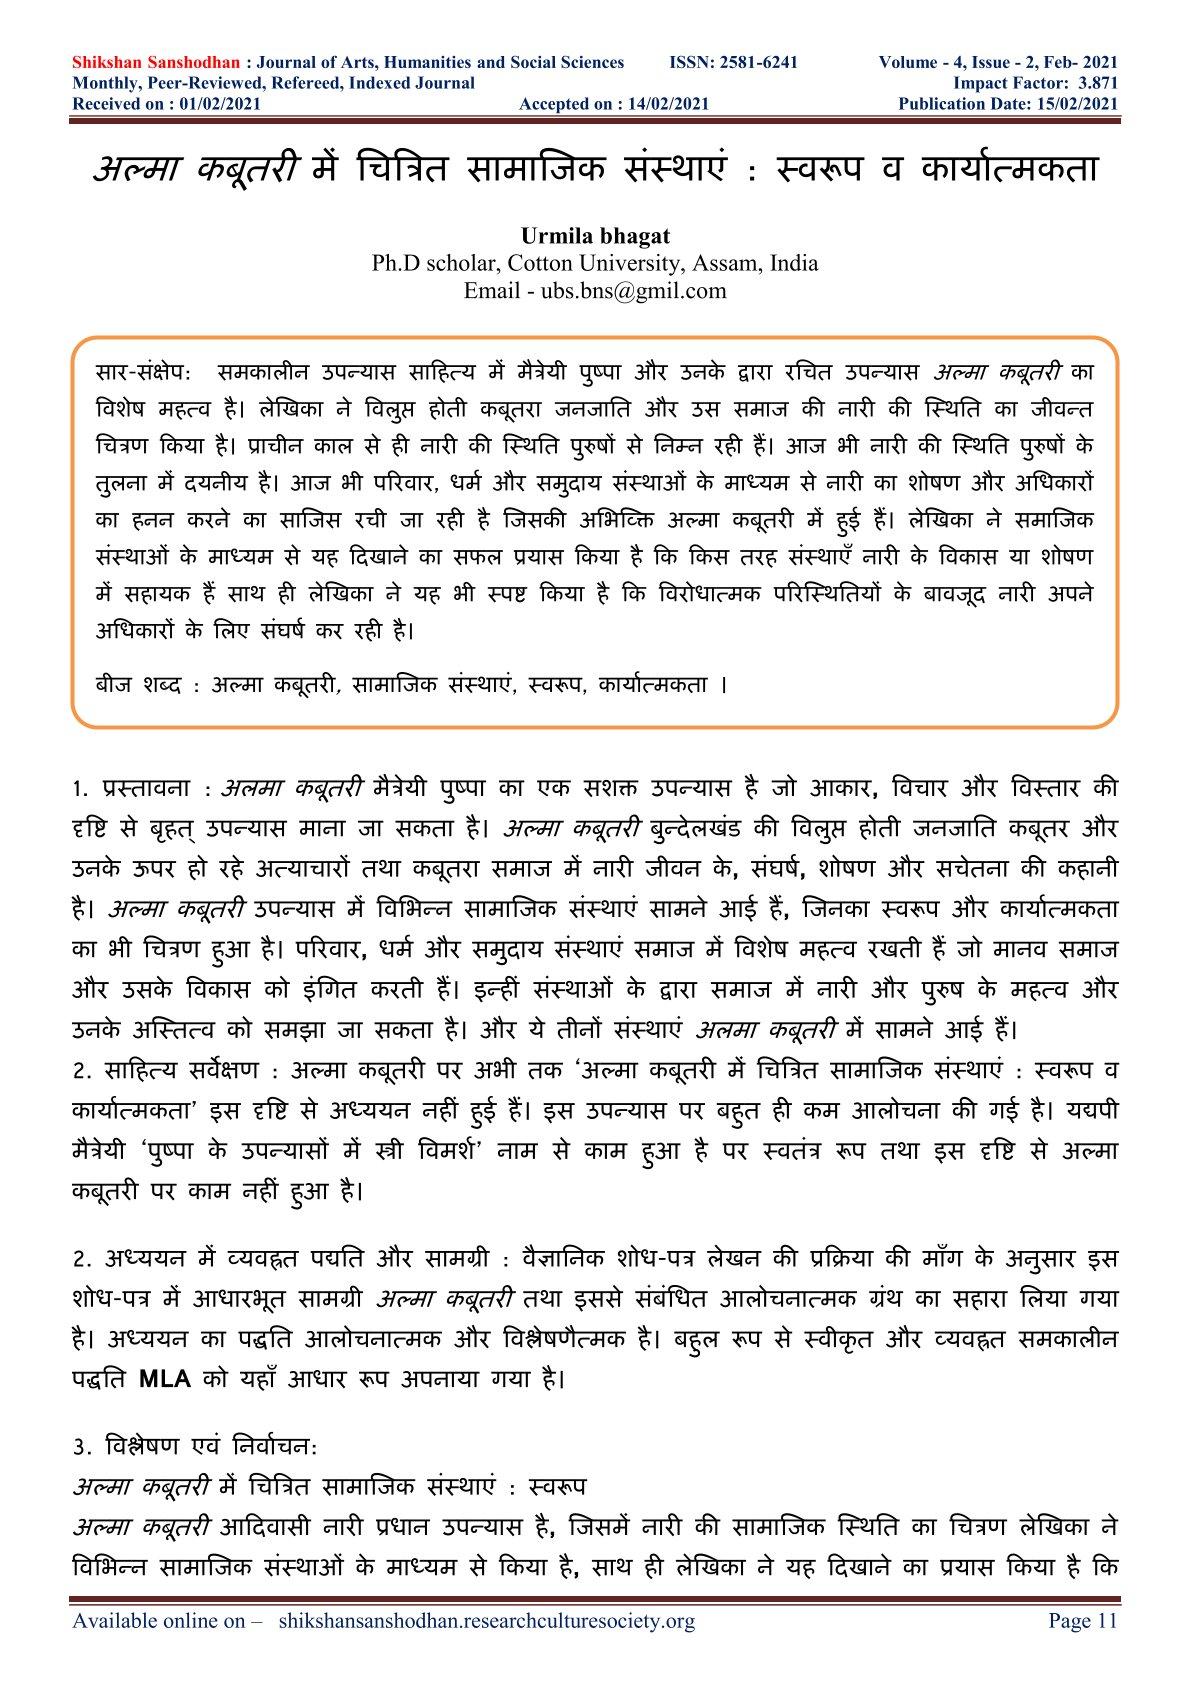 Shikshan Sanshodhan : Journal of Arts, Humanities and Social Sciences ISSN: 2581-6241 Volume - 4, Issue - 2, Feb- 2021
Monthly, Peer-Reviewed, Refereed, Indexed Journal Impact Factor: 3.871
Received on : 01/02/2021 Accepted on : 14/02/2021 Publication Date: 15/02/2021
अल्मा कबूतरी में चित्रित सामाजिक संस्थाएं : स्वरूप व कार्यात्मकता
Urmila bhagat
Ph.D scholar, Cotton University, Assam, India
Email - ubs.bns@gmil.com
सार-संक्षेप: समकालीन उपन्यास साहित्य में मैत्रेयी पुष्पा और उनके द्वारा रचित उपन्यास अल्मा कबूतरी का
विशेष महत्व है। लेखिका ने विलुप्त होती कबूतरा जनजाति और उस समाज की नारी की स्थिति का जीवन्त
चित्रण किया है। प्राचीन काल से ही नारी की स्थिति पुरुषों से निम्न रही हैं। आज भी नारी की स्थिति पुरुषों के
तुलना में दयनीय है। आज भी परिवार, धर्म और समुदाय संस्थाओं के माध्यम से नारी का शोषण और अधिकारों
का हनन करने का साजिस रची जा रही है जिसकी अभिव्क्ति अल्मा कबूतरी में हुई हैं। लेखिका ने समाजिक
संस्थाओं के माध्यम से यह दिखाने का सफल प्रयास किया है कि किस तरह संस्थाएँ नारी के विकास या शोषण
में सहायक हैं साथ ही लेखिका ने यह भी स्पष्ट किया है कि विरोधात्मक परिस्थितियों के बावजूद नारी अपने
अधिकारों के लिए संघर्ष कर रही है।
बीज शब्द : अल्मा कबूतरी, सामाजिक संस्थाएं, स्वरूप, कार्यात्मकता ।
1. प्रस्तावना : अलमा कबूतरी मैत्रेयी पुष्पा का एक सशक्त उपन्यास है जो आकार, विचार और विस्तार की
दृष्टि से बृहत् उपन्यास माना जा सकता है। अल्मा कबूतरी बुन्देलखंड की विलुप्त होती जनजाति कबूतर और
उनके ऊपर हो रहे अत्याचारों तथा कबूतरा समाज में नारी जीवन के, संघर्ष, शोषण और सचेतना की कहानी
है। अल्मा कबूतरी उपन्यास में विभिन्न सामाजिक संस्थाएं सामने आई हैं, जिनका स्वरूप और कार्यात्मकता
का भी चित्रण हुआ है। परिवार, धर्म और समुदाय संस्थाएं समाज में विशेष महत्व रखती हैं जो मानव समाज
और उसके विकास को इंगित करती हैं। इन्हीं संस्थाओं के द्वारा समाज में नारी और पुरुष के महत्व और
उनके अस्तित्व को समझा जा सकता है। और ये तीनों संस्थाएं अलमा कबूतरी में सामने आई हैं।
2. साहित्य सर्वेक्षण : अल्मा कबूतरी पर अभी तक ‘अल्मा कबूतरी में चित्रित सामाजिक संस्थाएं : स्वरूप व
कार्यात्मकता’ इस दृष्टि से अध्ययन नहीं हुई हैं। इस उपन्यास पर बहुत ही कम आलोचना की गई है। यद्यपी
मैत्रेयी ‘पुष्पा के उपन्यासों में स्त्री विमर्श’ नाम से काम हुआ है पर स्वतंत्र रूप तथा इस दृष्टि से अल्मा
कबूतरी पर काम नहीं हुआ है।
2. अध्ययन में व्यवहृत पद्यति और सामग्री : वैज्ञानिक शोध-पत्र लेखन की प्रक्रिया की माँग के अनुसार इस
शोध-पत्र में आधारभूत सामग्री अल्मा कबूतरी तथा इससे संबंधित आलोचनात्मक ग्रंथ का सहारा लिया गया
है। अध्ययन का पद्धति आलोचनात्मक और विश्लेषणैत्मक है। बहुल रूप से स्वीकृत और व्यवहृत समकालीन
पद्धति MLA को यहाँ आधार रूप अपनाया गया है।
3. विश्लेषण एवं निर्वाचन:
अल्मा कबूतरी में चित्रित सामाजिक संस्थाएं : स्वरूप
अल्मा कबूतरी आदिवासी नारी प्रधान उपन्यास है, जिसमें नारी की सामाजिक स्थिति का चित्रण लेखिका ने
विभिन्न सामाजिक संस्थाओं के माध्यम से किया है, साथ ही लेखिका ने यह दिखाने का प्रयास किया है कि
Available online on – shikshansanshodhan.researchculturesociety.org Page 11